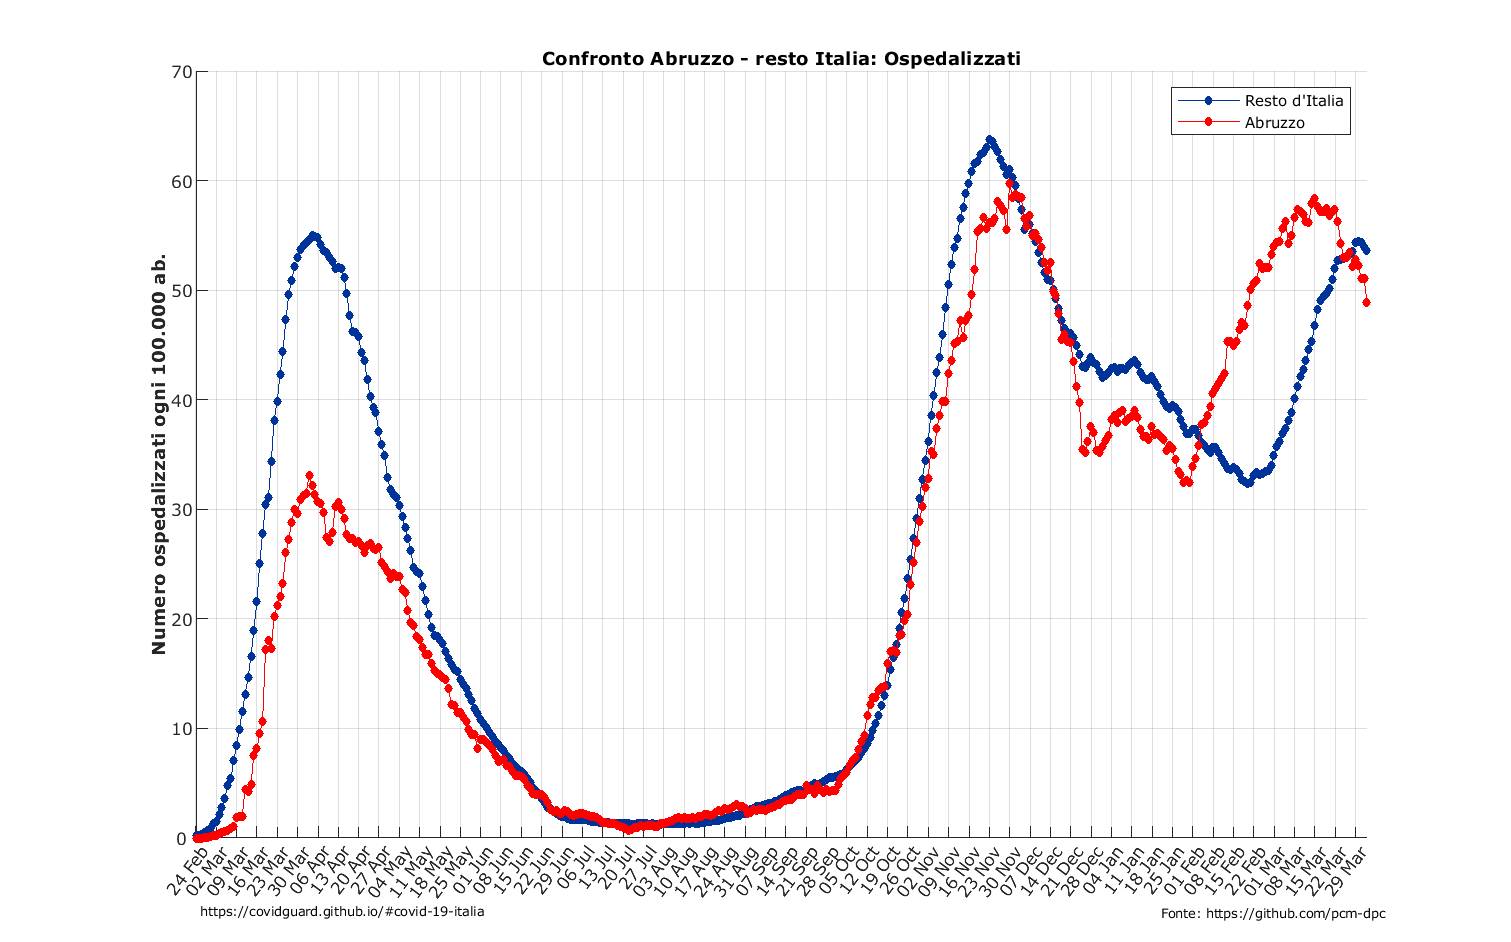 Confronto Abruzzo - resto Italia: Ospedalizzati
Numero ospedalizzati ogni 100.000 ab.
70
60
50
40
30
20
10
0
Resto d'Italia
Abruzzo
24 Feb
02 Mar
09 Mar
16 Mar
23 Mar
30 Mar
06 Apr
13 Apr
20 Apr
27 Apr
04 May
11 May
18 May
25 May
01 Jun
08 Jun
15 Jun
22 Jun
29 Jun
06 Jul
13 Jul
20 Jul
27 Jul
03 Aug
10 Aug
17 Aug
24 Aug
31 Aug
07 Sep
14 Sep
21 Sep
28 Sep
05 Oct
12 Oct
19 Oct
26 Oct
02 Nov
09 Nov
16 Nov
23 Nov
30 Nov
07 Dec
14 Dec
21 Dec
28 Dec
04 Jan
11 Jan
18 Jan
25 Jan
01 Feb
08 Feb
15 Feb
22 Feb
01 Mar
08 Mar
15 Mar
22 Mar
29 Mar
https://covidguard.github.io/#covid-19-italia
Fonte: https://github.com/pcm-dpc